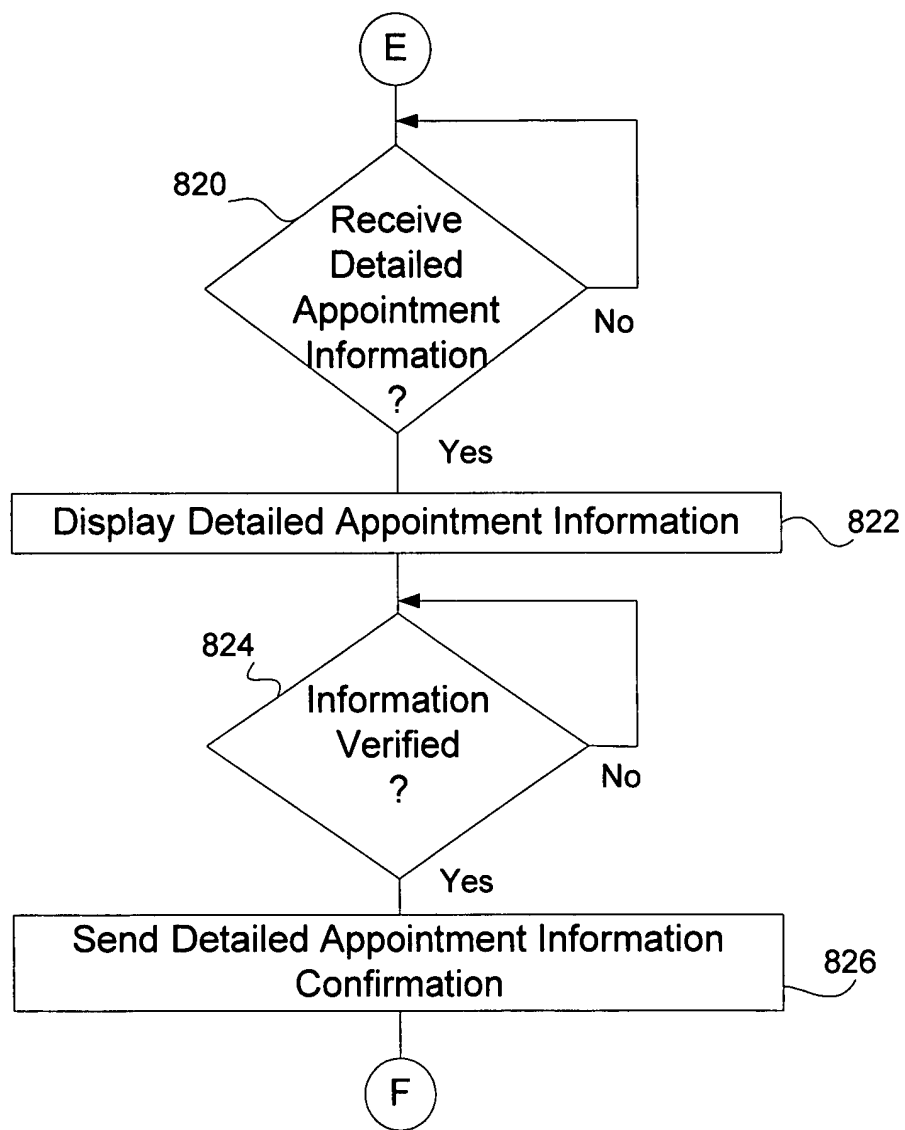 E
820
Receive
Detailed
Appointment
Information
?
No
Yes
Display Detailed Appointment Information
822
824
Information
Verified
?
No
Yes
Send Detailed Appointment Information
Confirmation
826
F